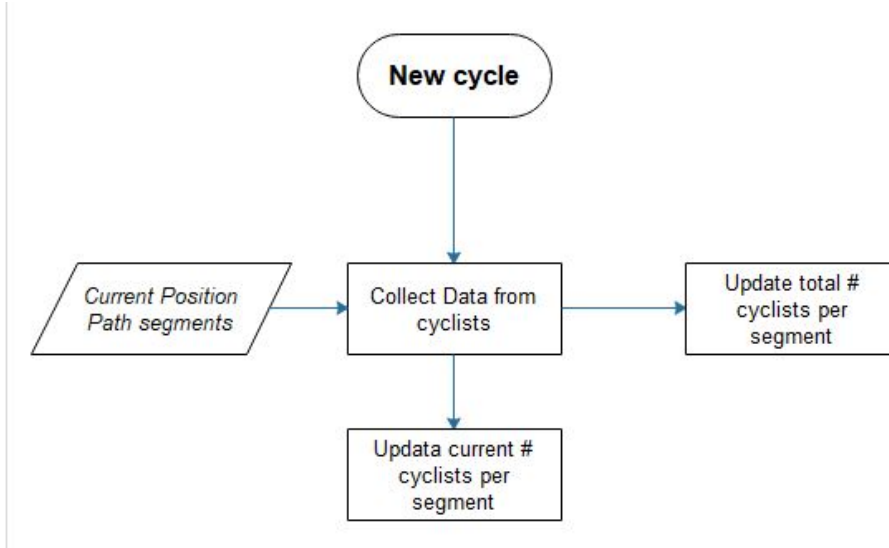 New cycle
Current Position
Path segments
Collect Data from
cyclists
Update total #
cyclists per
segment
Updata current #
cyclists per
segment